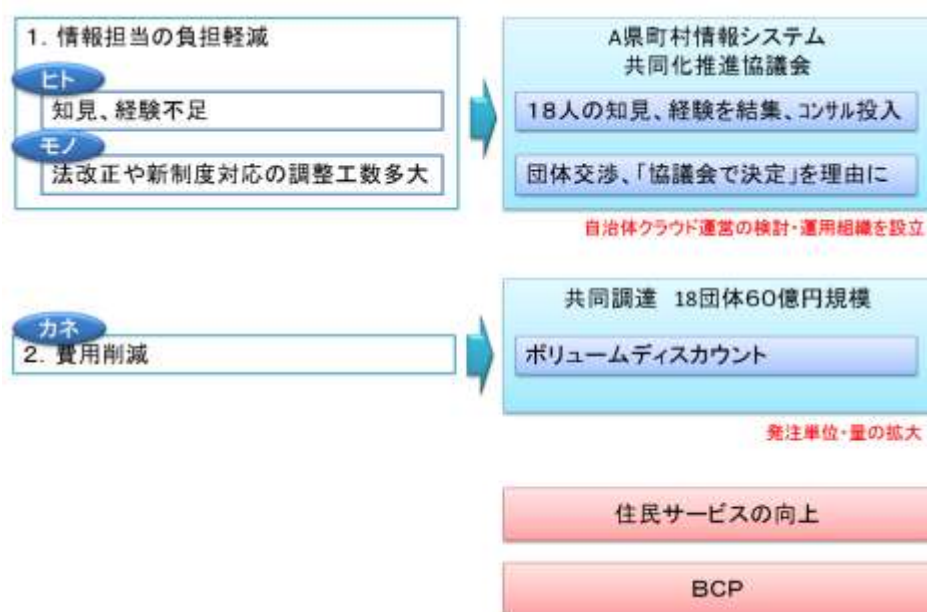 1. 情報担当の負担軽減
ヒト
知見、経験不足
モノ
法改正や新制度対応の調整工数多大
A県町村情報システム
共同化推進協議会
18人の知見、経験を結集、コンサル投入
団体交渉、「協議会で決定」を理由に
自治体クラウド運営の検討・運用組織を設立
カネ
2. 費用削減
共同調達 18団体60億円規模
ボリュームディスカウント
発注単位・量の拡大
住民サービスの向上
BCP